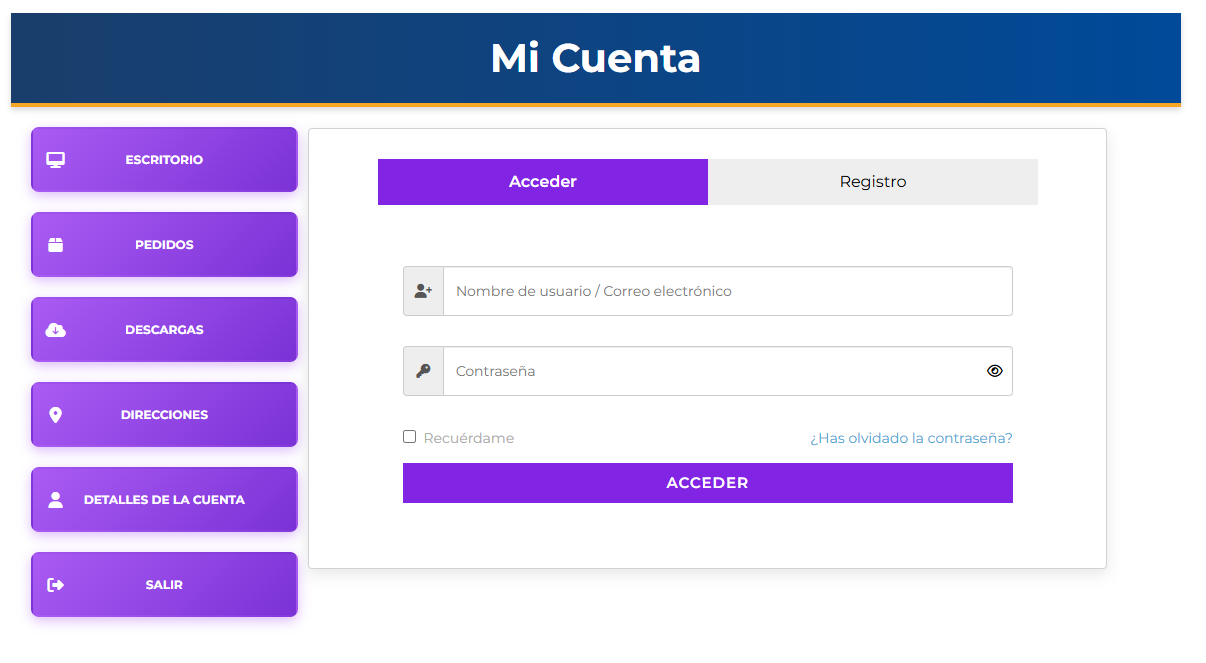 Mi Cuenta
ESCRITORIO
PEDIDOS
DESCARGAS
DIRECCIONES
DETALLES DE LA CUENTA
SALIR
Acceder
Registro
Nombre de usuario / Correo electrónico
Contraseña
Recuérdame
¿Has olvidado la contraseña?
ACCEDER